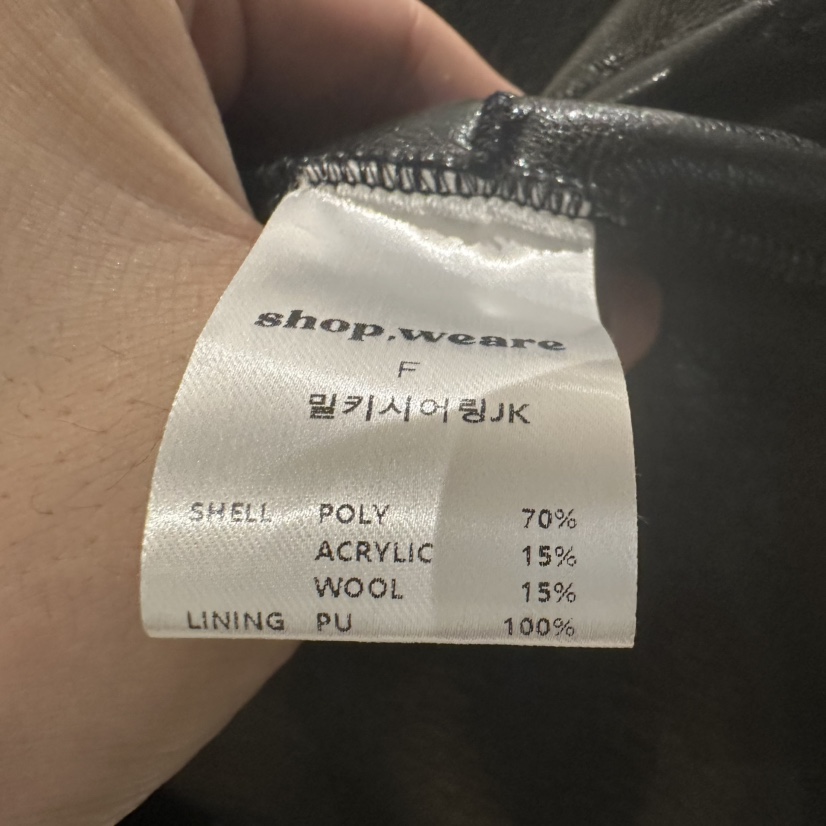 shop.weare
F
밀키시어링JK
SHELL POLY 70%
ACRYLIC 15%
WOOL 15%
LINING PU 100%